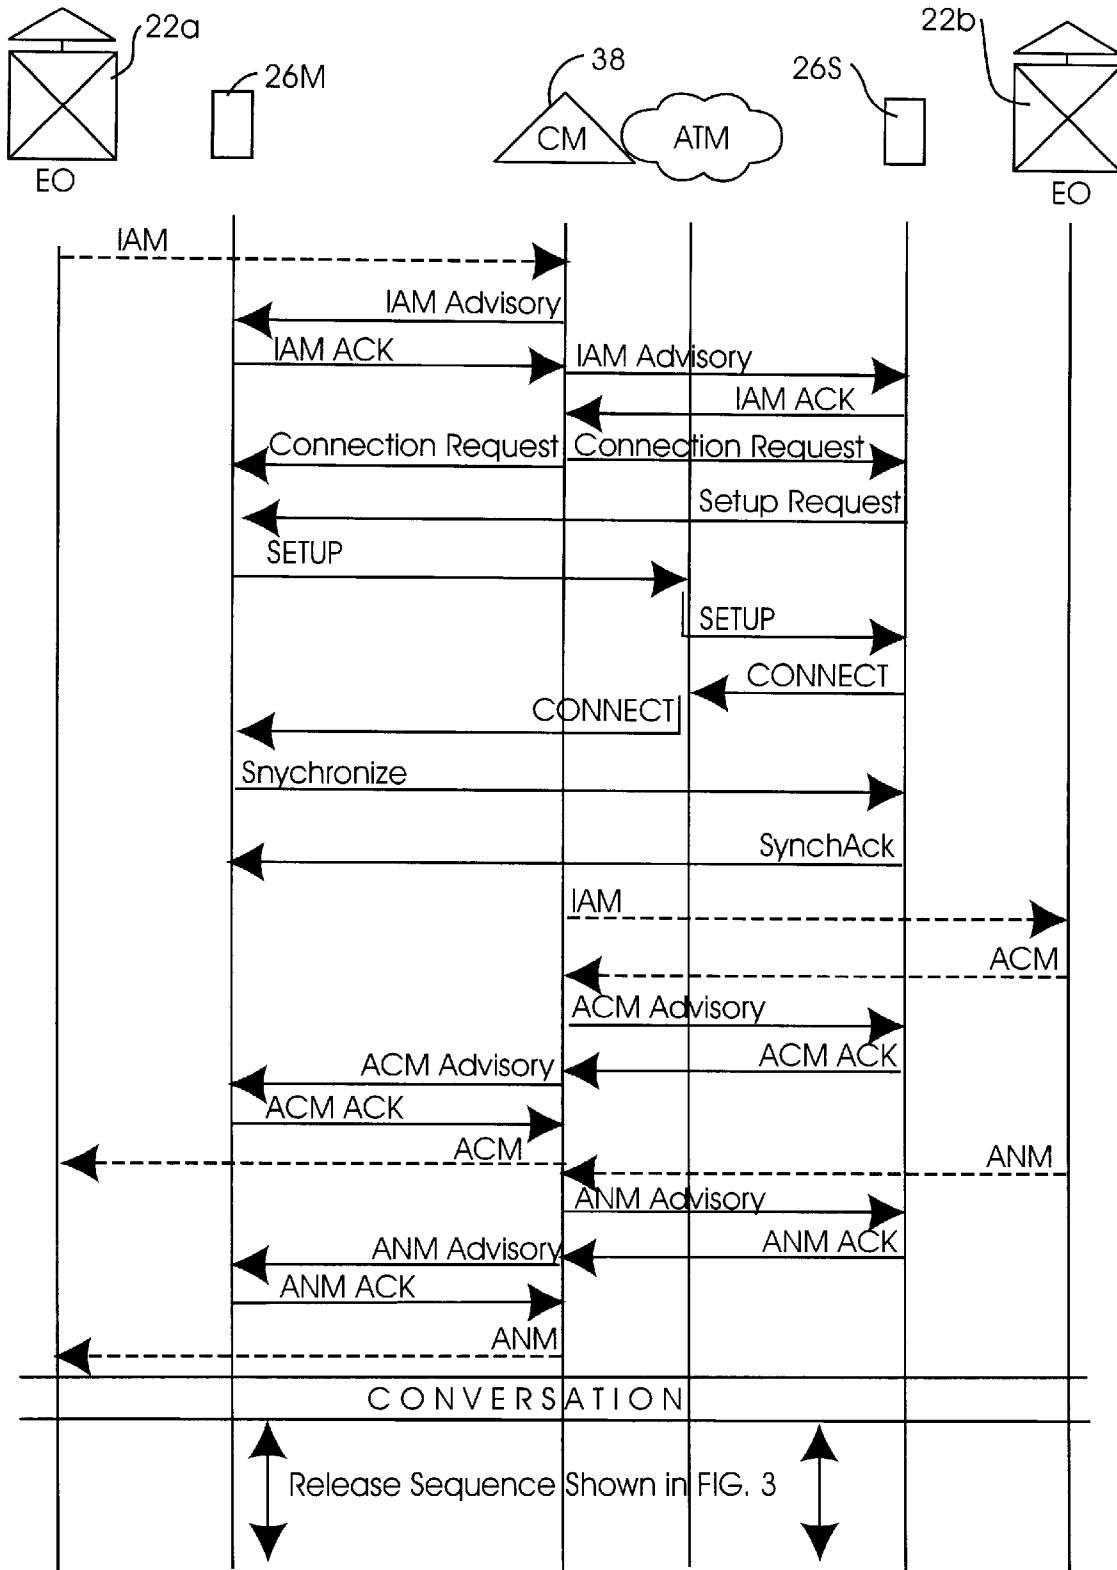 22a
22b
26M
38
26S
CM
ATM
EO
EO
IAM
IAM Advisory
IAM ACK
IAM Advisory
IAM ACK
Connection Request
Connection Request
Setup Request
SETUP
SETUP
CONNECT
CONNECT
Snychronize
SynchAck
IAM
ACM
ACM Advisory
ACM ACK
ACM Advisory
ACM ACK
ACM
ANM
ANM Advisory
ANM ACK
ANM Advisory
ANM ACK
ANM
CONVERSATION
Release Sequence Shown in FIG. 3